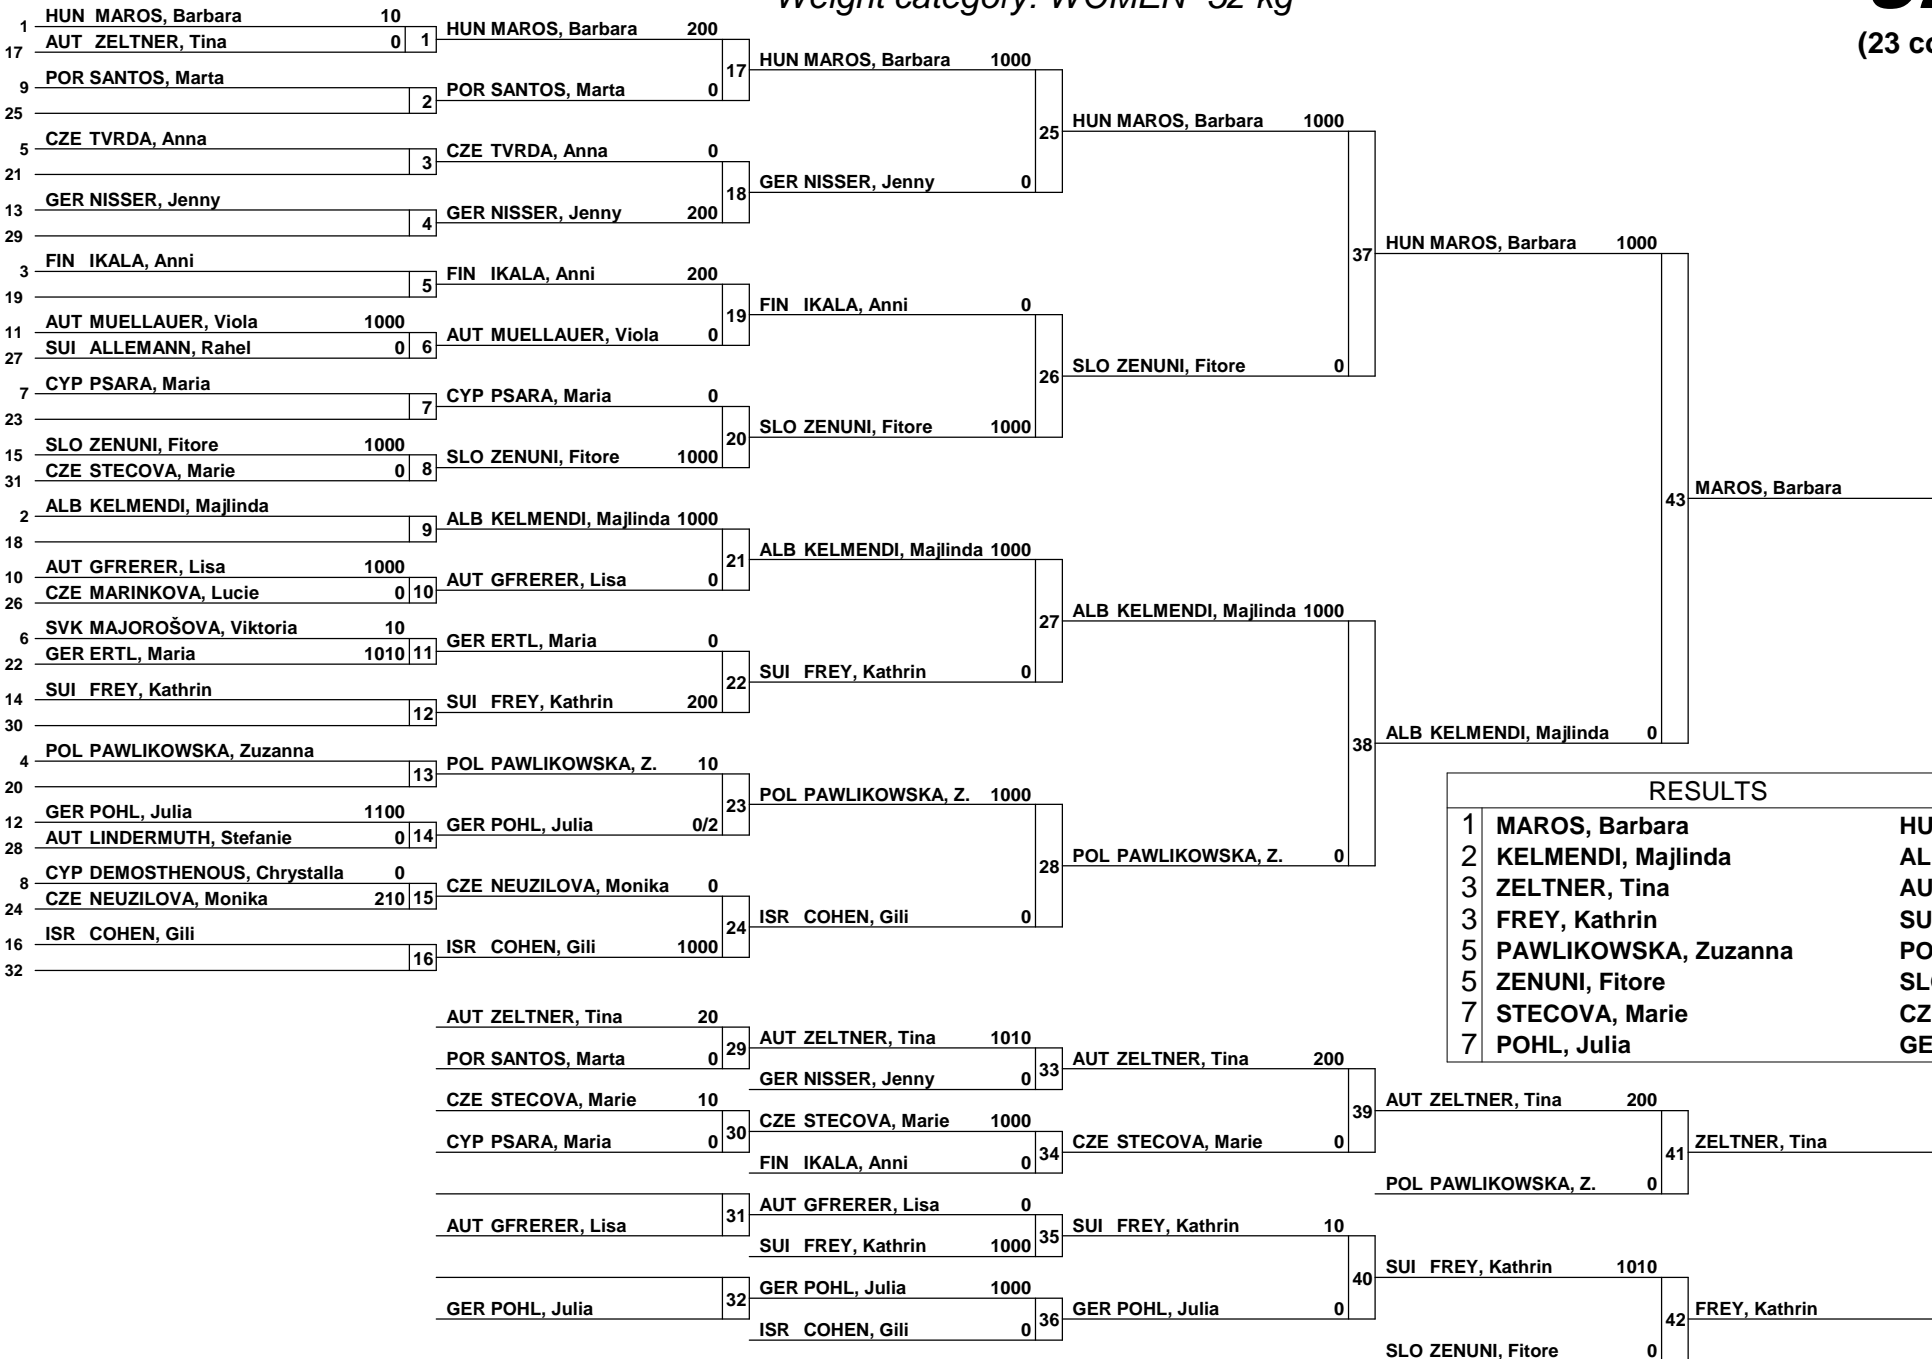 Weight category: WOMEN -52 kg
(23 co
1 HUN MAROS, Barbara 10
17 AUT ZELTNER, Tina 0 1
9 POR SANTOS, Marta
25 2
5 CZE TVRDA, Anna
21 3
13 GER NISSER, Jenny
29 4
3 FIN IKALA, Anni
19 5
11 AUT MUELLAUER, Viola 1000
27 SUI ALLEMANN, Rahel 0 6
7 CYP PSARA, Maria
23 7
15 SLO ZENUNI, Fitore 1000
31 CZE STECOVA, Marie 0 8
2 ALB KELMENDI, Majlinda
18 9
10 AUT GFRERER, Lisa 1000
26 CZE MARINKOVA, Lucie 0 10
6 SVK MAJOROŠOVA, Viktoria 10
22 GER ERTL, Maria 1010 11
14 SUI FREY, Kathrin
30 12
4 POL PAWLIKOWSKA, Zuzanna
20 13
12 GER POHL, Julia 1100
28 AUT LINDERMUTH, Stefanie 0 14
8 CYP DEMOSTHENOUS, Chrystalla 0
24 CZE NEUZILOVA, Monika 210 15
16 ISR COHEN, Gili
32 16
HUN MAROS, Barbara 200
17
POR SANTOS, Marta 0
CZE TVRDA, Anna 0
18
GER NISSER, Jenny 200
FIN IKALA, Anni 200
19
AUT MUELLAUER, Viola 0
CYP PSARA, Maria 0
20
SLO ZENUNI, Fitore 1000
ALB KELMENDI, Majlinda 1000
21
AUT GFRERER, Lisa 0
GER ERTL, Maria 0
22
SUI FREY, Kathrin 200
POL PAWLIKOWSKA, Z. 10
23
GER POHL, Julia 0/2
CZE NEUZILOVA, Monika 0
24
ISR COHEN, Gili 1000
HUN MAROS, Barbara 1000
25
GER NISSER, Jenny 0
FIN IKALA, Anni 0
26
SLO ZENUNI, Fitore 1000
ALB KELMENDI, Majlinda 1000
27
SUI FREY, Kathrin 0
POL PAWLIKOWSKA, Z. 1000
28
ISR COHEN, Gili 0
HUN MAROS, Barbara 1000
37
SLO ZENUNI, Fitore 0
ALB KELMENDI, Majlinda 1000
38
POL PAWLIKOWSKA, Z. 0
HUN MAROS, Barbara 1000
43
ALB KELMENDI, Majlinda 0
MAROS, Barbara
RESULTS
1 MAROS, Barbara HU
2 KELMENDI, Majlinda AL
3 ZELTNER, Tina AU
3 FREY, Kathrin SU
5 PAWLIKOWSKA, Zuzanna PO
5 ZENUNI, Fitore SLO
7 STECOVA, Marie CZ
7 POHL, Julia GE
AUT ZELTNER, Tina 20
29
POR SANTOS, Marta 0
CZE STECOVA, Marie 10
30
CYP PSARA, Maria 0
31
AUT GFRERER, Lisa
32
GER POHL, Julia
AUT ZELTNER, Tina 1010
33
GER NISSER, Jenny 0
CZE STECOVA, Marie 1000
34
FIN IKALA, Anni 0
AUT GFRERER, Lisa 0
35
SUI FREY, Kathrin 1000
GER POHL, Julia 1000
36
ISR COHEN, Gili 0
AUT ZELTNER, Tina 200
39
CZE STECOVA, Marie 0
SUI FREY, Kathrin 10
40
GER POHL, Julia 0
AUT ZELTNER, Tina 200
41
POL PAWLIKOWSKA, Z. 0
SUI FREY, Kathrin 1010
42
SLO ZENUNI, Fitore 0
ZELTNER, Tina
FREY, Kathrin